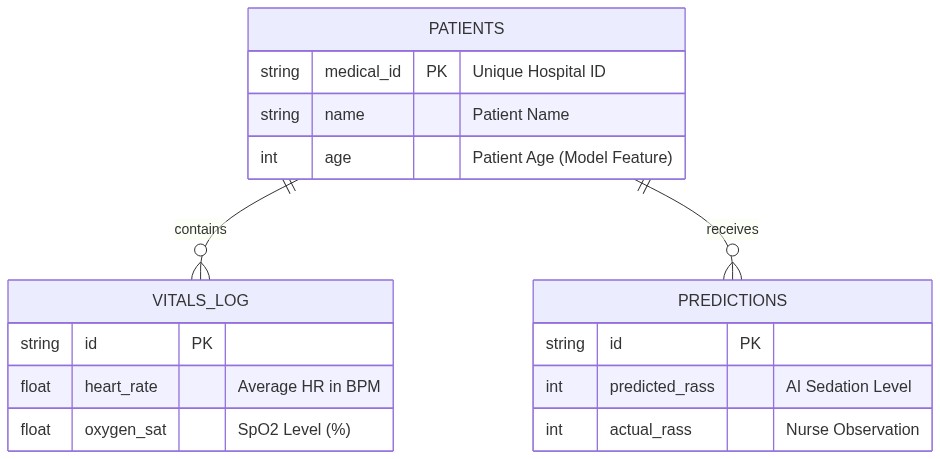 PATIENTS
string medical_id PK Unique Hospital ID
string name Patient Name
int age Patient Age (Model Feature)
contains receives
VITALS_LOG
string id PK
float heart_rate Average HR in BPM
float oxygen_sat SpO2 Level (%)
PREDICTIONS
string id PK
int predicted_rass AI Sedation Level
int actual_rass Nurse Observation